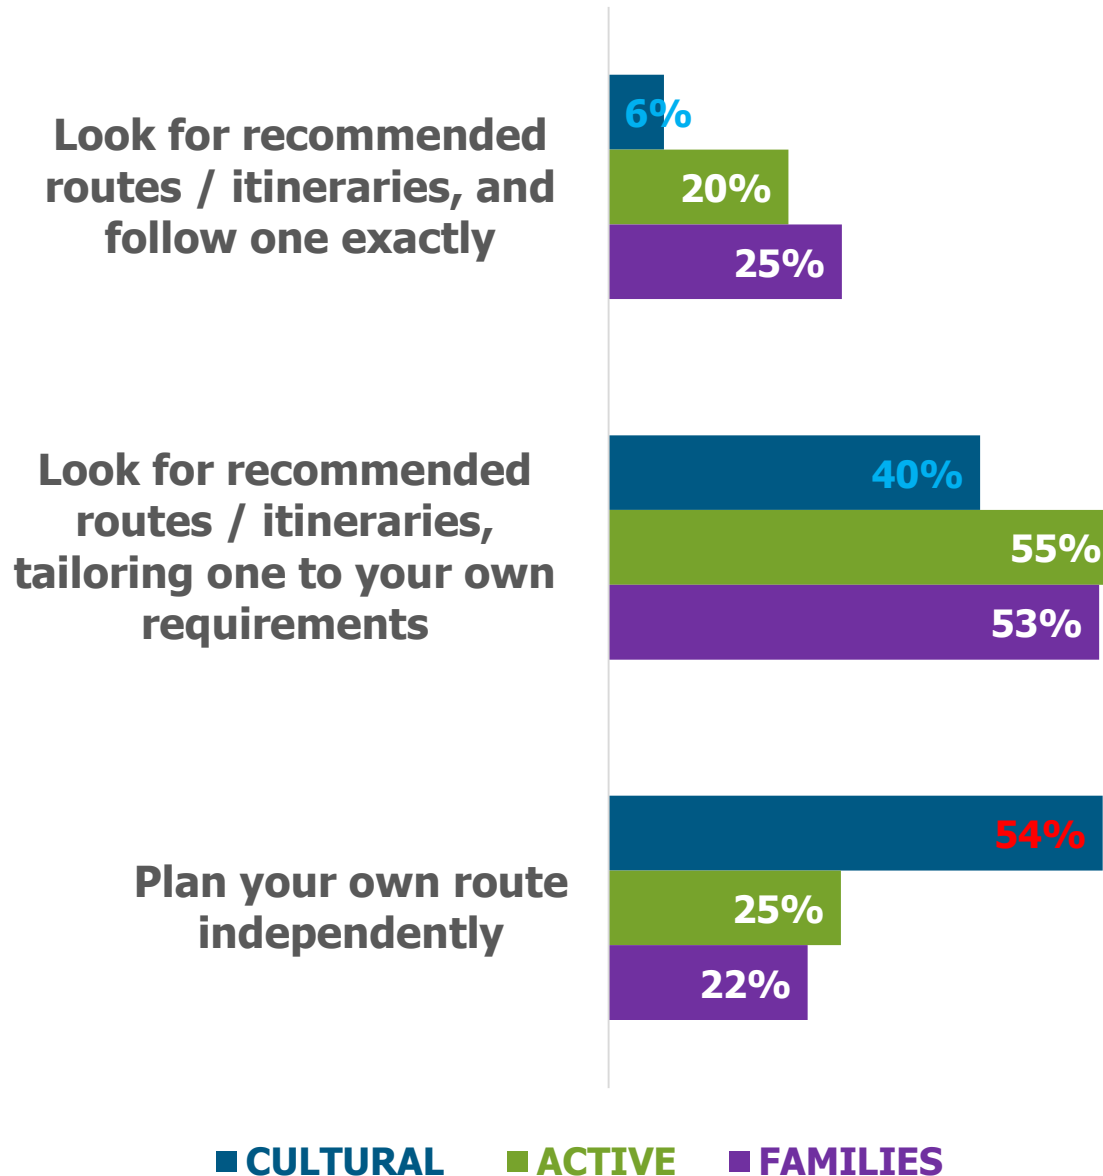 Look for recommended
routes / itineraries, and
follow one exactly
6%
20%
25%
Look for recommended
routes / itineraries,
tailoring one to your own
requirements
40%
55%
53%
Plan your own route
independently
54%
25%
22%
CULTURAL ACTIVE FAMILIES